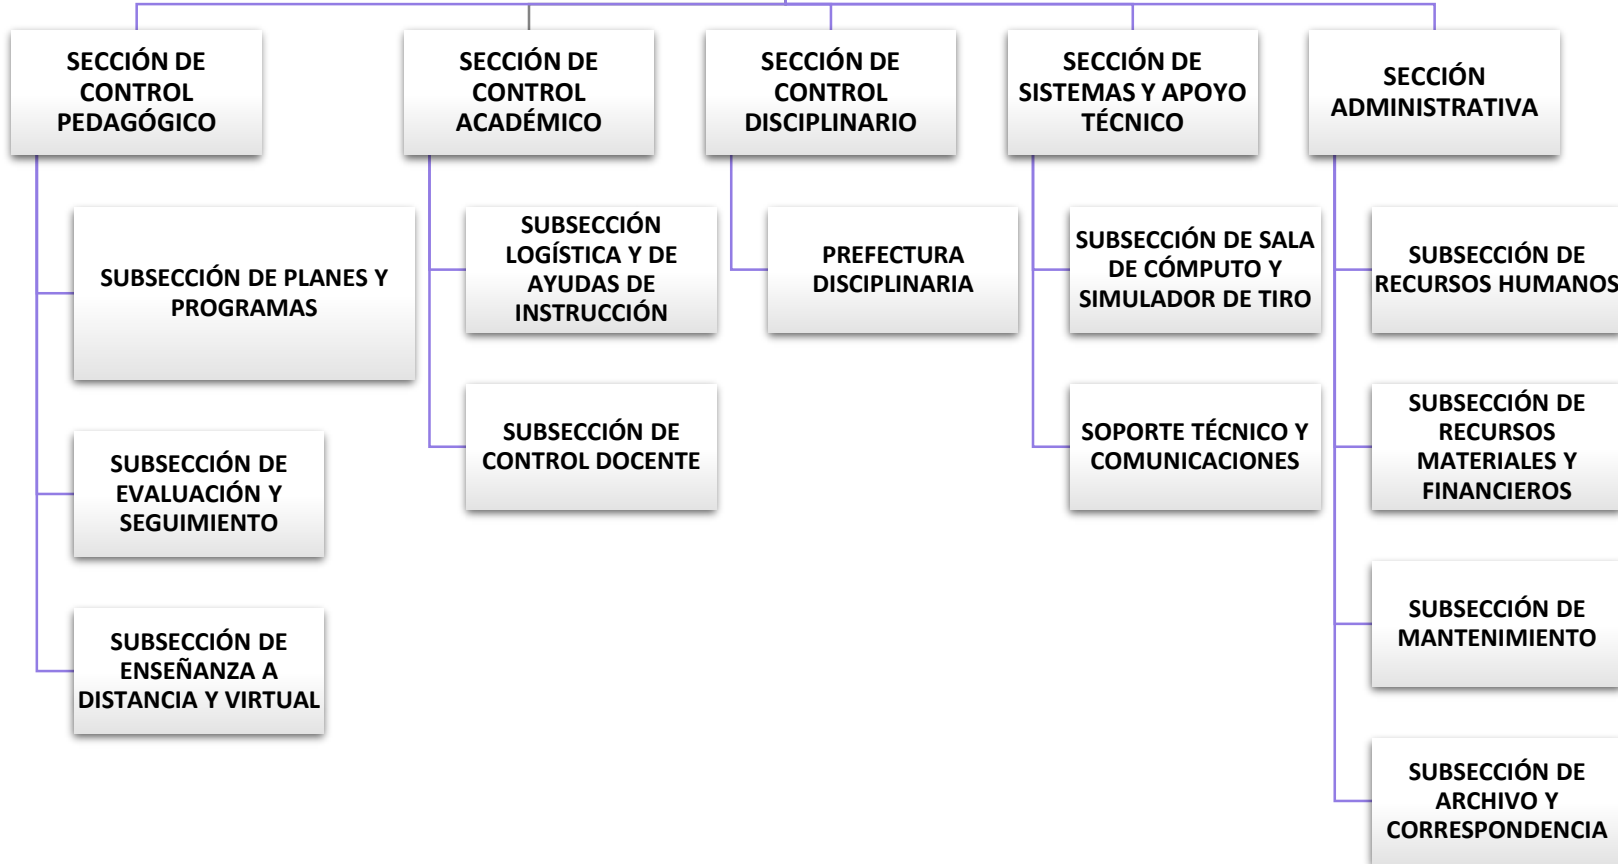 SECCIÓN DE
CONTROL
PEDAGÓGICO
SECCIÓN DE
CONTROL
ACADÉMICO
SECCIÓN DE
CONTROL
DISCIPLINARIO
SECCIÓN DE
SISTEMAS Y APOYO
TÉCNICO
SECCIÓN
ADMINISTRATIVA
SUBSECCIÓN DE PLANES Y
PROGRAMAS
SUBSECCIÓN DE
EVALUACIÓN Y
SEGUIMIENTO
SUBSECCIÓN DE
ENSEÑANZA A
DISTANCIA Y VIRTUAL
SUBSECCIÓN
LOGÍSTICA Y DE
AYUDAS DE
INSTRUCCIÓN
SUBSECCIÓN DE
CONTROL DOCENTE
PREFECTURA
DISCIPLINARIA
SUBSECCIÓN DE SALA
DE CÓMPUTO Y
SIMULADOR DE TIRO
SOPORTE TÉCNICO Y
COMUNICACIONES
SUBSECCIÓN DE
RECURSOS HUMANOS
SUBSECCIÓN DE
RECURSOS
MATERIALES Y
FINANCIEROS
SUBSECCIÓN DE
MANTENIMIENTO
SUBSECCIÓN DE
ARCHIVO Y
CORRESPONDENCIA